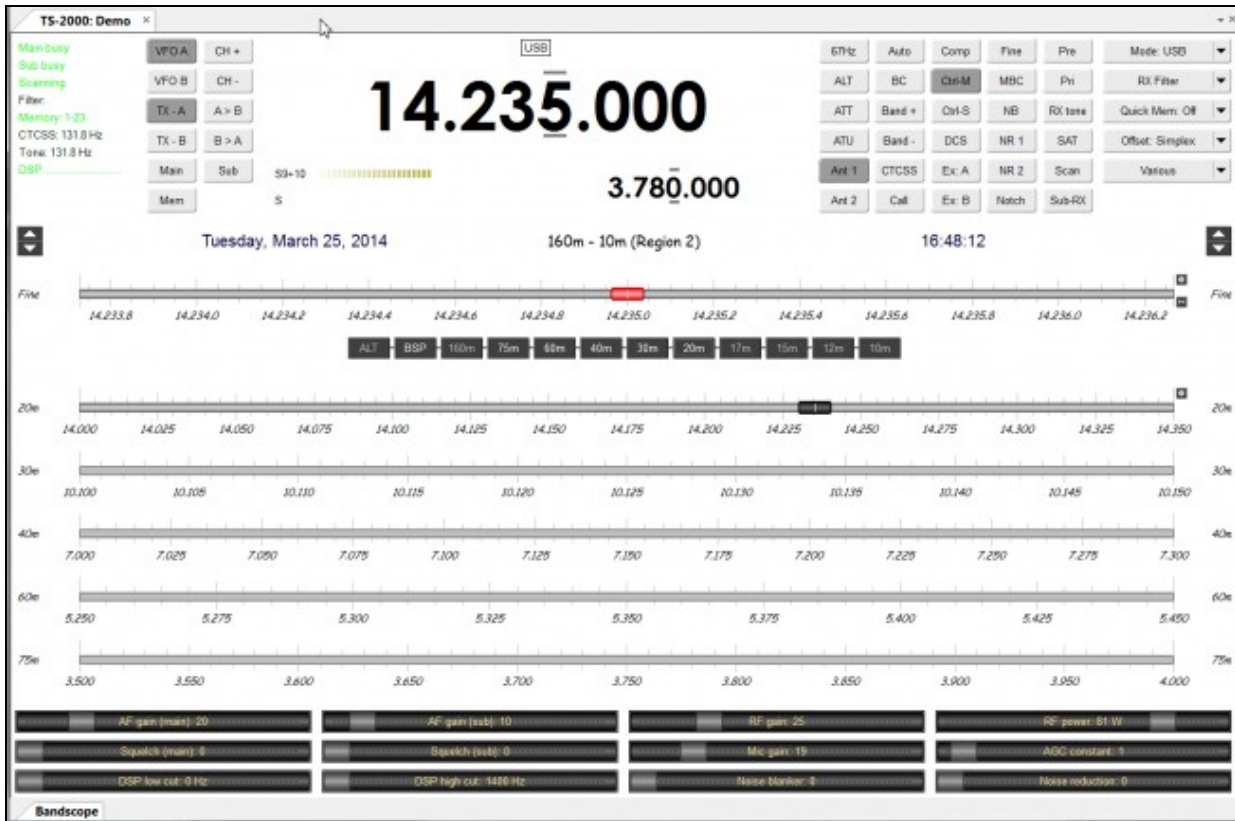 TS-2000: Demo ×
Main busy
Sub busy
Scanning
Filter:
Memory: 1-23
CTCSS: 131.8 Hz
Tone: 131.8 Hz
DSP:
VFO A CH +
VFO B CH -
TX - A A > B
TX - B B > A
Main Sub
Mem
USB
14.235.000
S9+10
3.780.000
S
67Hz Auto Comp Fine Pre Mode: USB
ALT BC Ctrl-M MBC Pri RX Filter
ATT Band + Ctrl-S NB RX tone Quick Mem: Off
ATU Band - DCS NR 1 SAT Offset: Simplex
Ant 1 CTCSS Ex: A NR 2 Scan Various
Ant 2 Call Ex: B Notch Sub-RX
Tuesday, March 25, 2014 160m - 10m (Region 2) 16:48:12
Fine Fine
14.233.8 14.234.0 14.234.2 14.234.4 14.234.6 14.234.8 14.235.0 14.235.2 14.235.4 14.235.6 14.235.8 14.236.0 14.236.2
ALT BSP 160m 75m 60m 40m 30m 20m 17m 15m 12m 10m
20m 20m
14.000 14.025 14.050 14.075 14.100 14.125 14.150 14.175 14.200 14.225 14.250 14.275 14.300 14.325 14.350
30m 30m
10.100 10.105 10.110 10.115 10.120 10.125 10.130 10.135 10.140 10.145 10.150
40m 40m
7.000 7.025 7.050 7.075 7.100 7.125 7.150 7.175 7.200 7.225 7.250 7.275 7.300
60m 60m
5.250 5.275 5.300 5.325 5.350 5.375 5.400 5.425 5.450
75m 75m
3.500 3.550 3.600 3.650 3.700 3.750 3.800 3.850 3.900 3.950 4.000
AF gain (main): 20 AF gain (sub): 10 RF gain: 25 RF power: 81 W
Squelch (main): 0 Squelch (sub): 0 Mic gain: 19 AGC constant: 1
DSP low cut: 0 Hz DSP high cut: 1400 Hz Noise blanker: 0 Noise reduction: 0
Bandscope